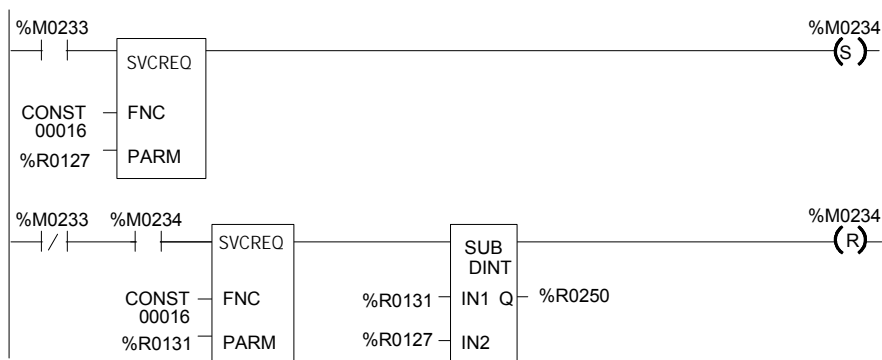 %M0233 %M0234
SVCREQ S
CONST FNC
00016
%R0127 PARM
%M0233 %M0234 %M0234
SVCREQ SUB R
DINT
CONST FNC %R0131 IN1 Q %R0250
00016
%R0131 PARM %R0127 IN2